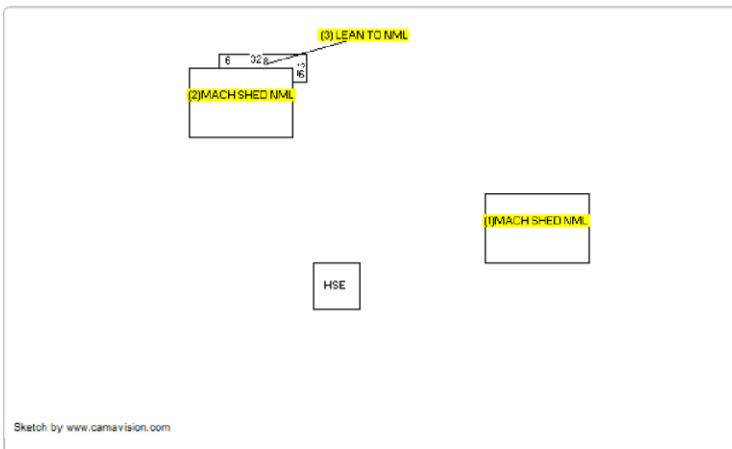 (3) LEAN TO NML
6 32 8
(2)MACH SHED NML
(1)MACH SHED NML
HSE
Sketch by www.camavision.com